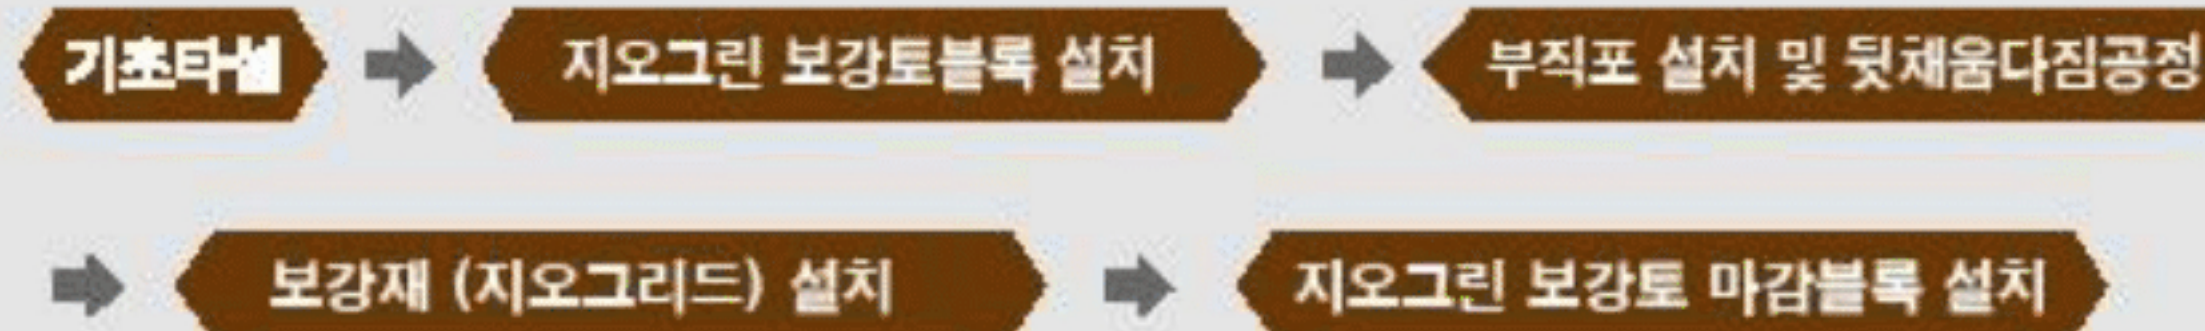 기초타설 지오그린 보강토블록 설치 부직포 설치 및 뒷채움다짐공정
보강재 (지오그리드) 설치 지오그린 보강토 마감블록 설치